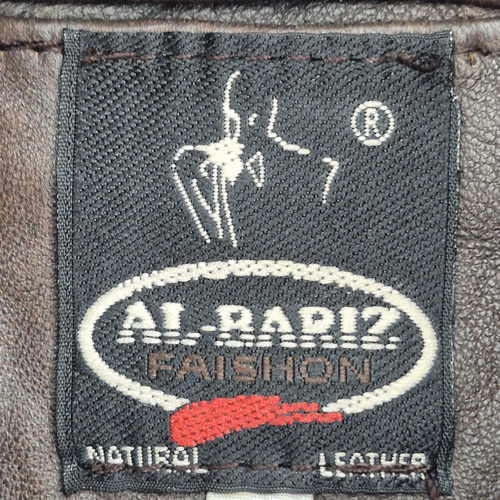 ®
AL-BARIZ
FAISHON
NATURAL LEATHER